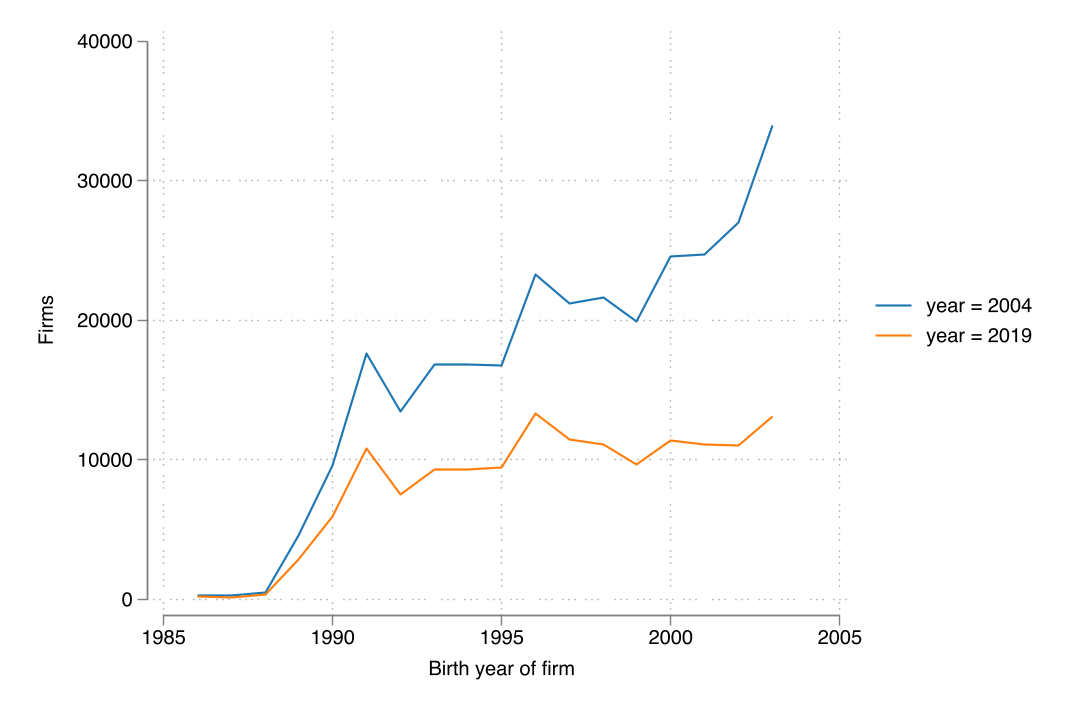 40000
30000
20000
10000
0
Firms
1985 1990 1995 2000 2005
Birth year of firm
year = 2004
year = 2019